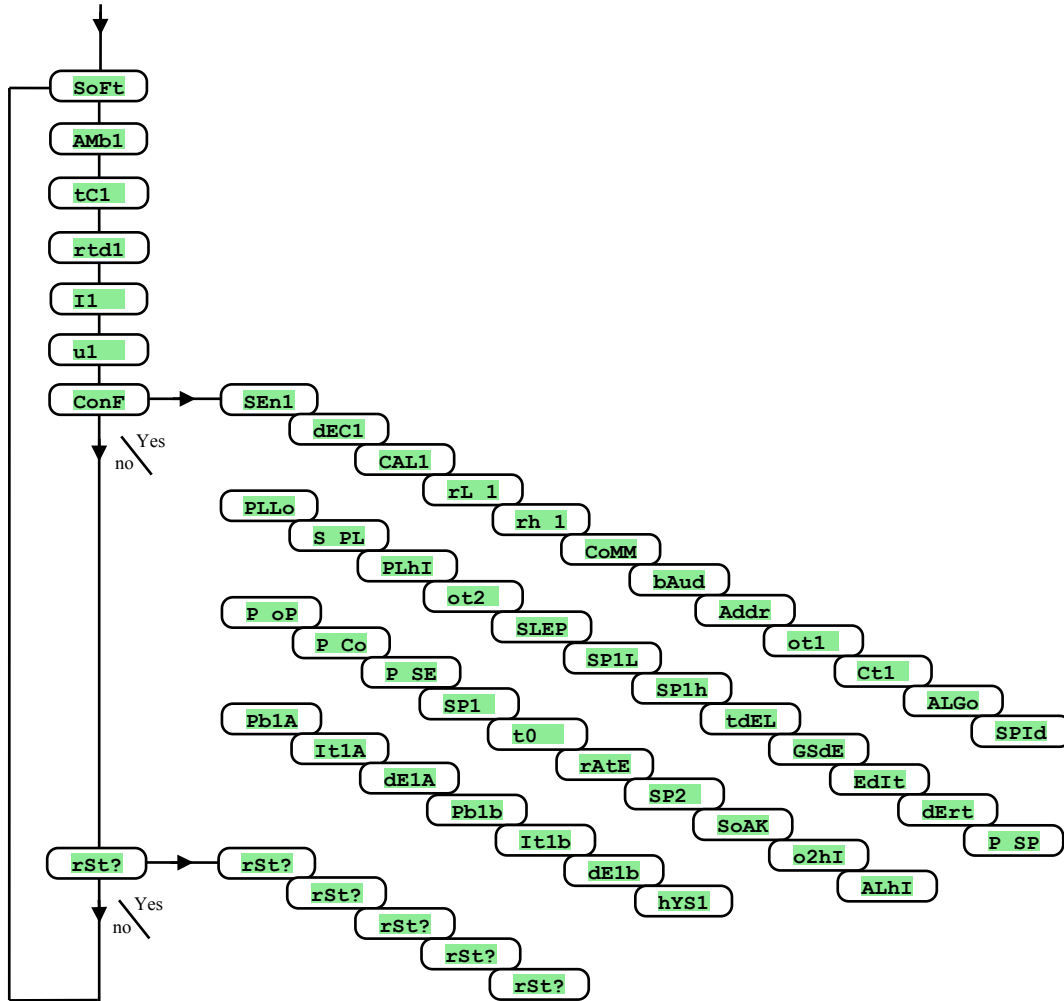 SoFt
AMb1
tC1
rtd1
I1
u1
ConF
Yes
no
SEn1
dEC1
CAL1
rL 1
rh 1
CoMM
bAud
Addr
ot1
Ct1
ALGo
SPId
PLLo
S PL
PLhI
ot2
SLEP
SP1L
SP1h
tdEL
GSdE
EdIt
dErt
P SP
P oP
P Co
P SE
SP1
t0
rAtE
SP2
SoAK
o2hI
ALhI
Pb1A
It1A
dE1A
Pb1b
It1b
dE1b
hYS1
rSt?
Yes
no
rSt?
rSt?
rSt?
rSt?
rSt?